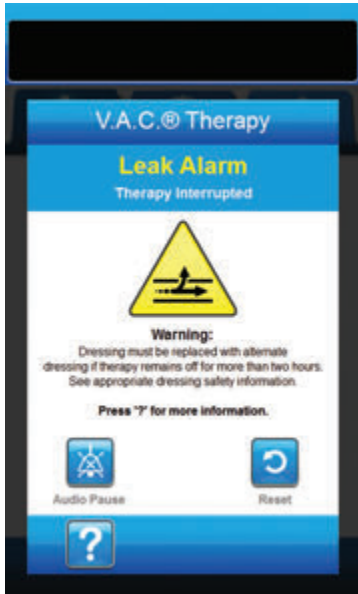 V.A.C.® Therapy
Leak Alarm
Therapy Interrupted
Warning:
Dressing must be replaced with alternate
dressing if therapy remains off for more than two hours.
See appropriate dressing safety information.
Press '?' for more information.
Audio Pause
Reset
?